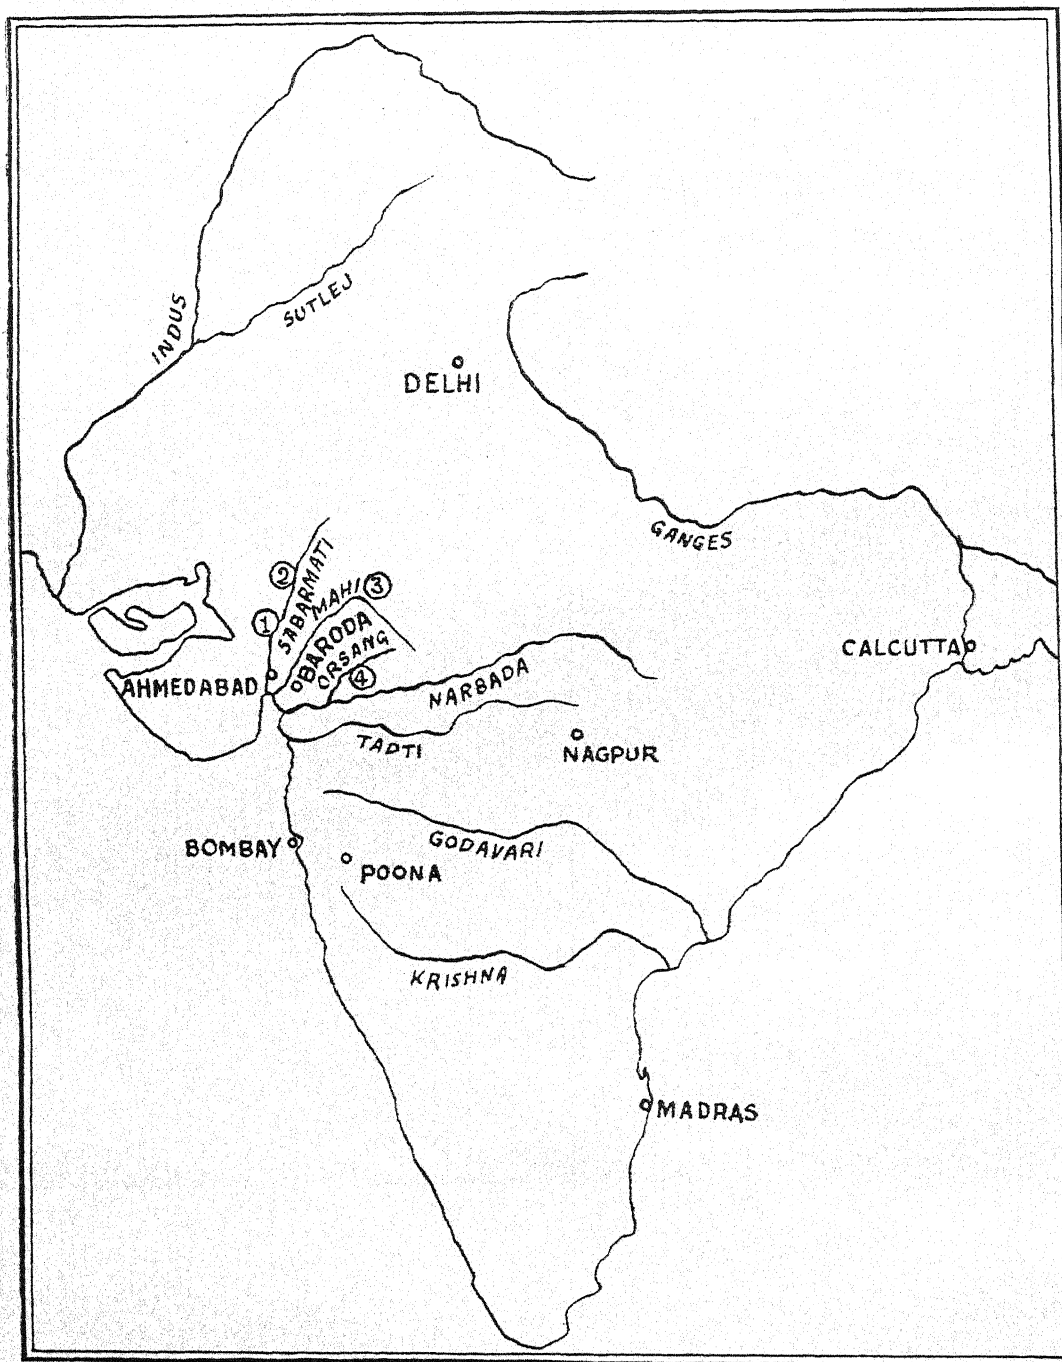 INDUS
SUTLEJ
DELHI
GANGES
②
SABARMATI
MAHI
③
①
BARODA
ORSANG
④
CALCUTTA
AHMEDABAD
NARBADA
TAPTI
NAGPUR
GODAVARI
BOMBAY
POONA
KRISHNA
MADRAS